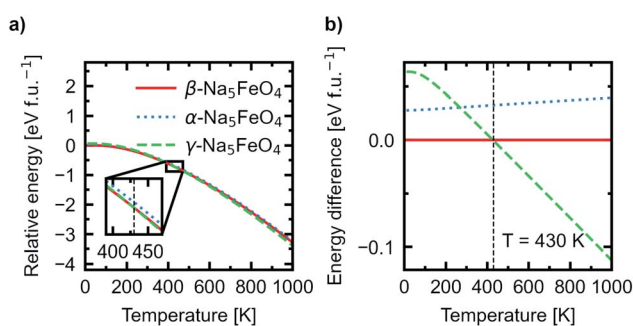 a)
Relative energy [eV f.u.⁻¹]
2
1
0
−1
−2
−3
−4
β-Na₅FeO₄
α-Na₅FeO₄
γ-Na₅FeO₄
400 450
0 200 400 600 800 1000
Temperature [K]
b)
Energy difference [eV f.u.⁻¹]
0.0
−0.1
T = 430 K
0 200 400 600 800 1000
Temperature [K]